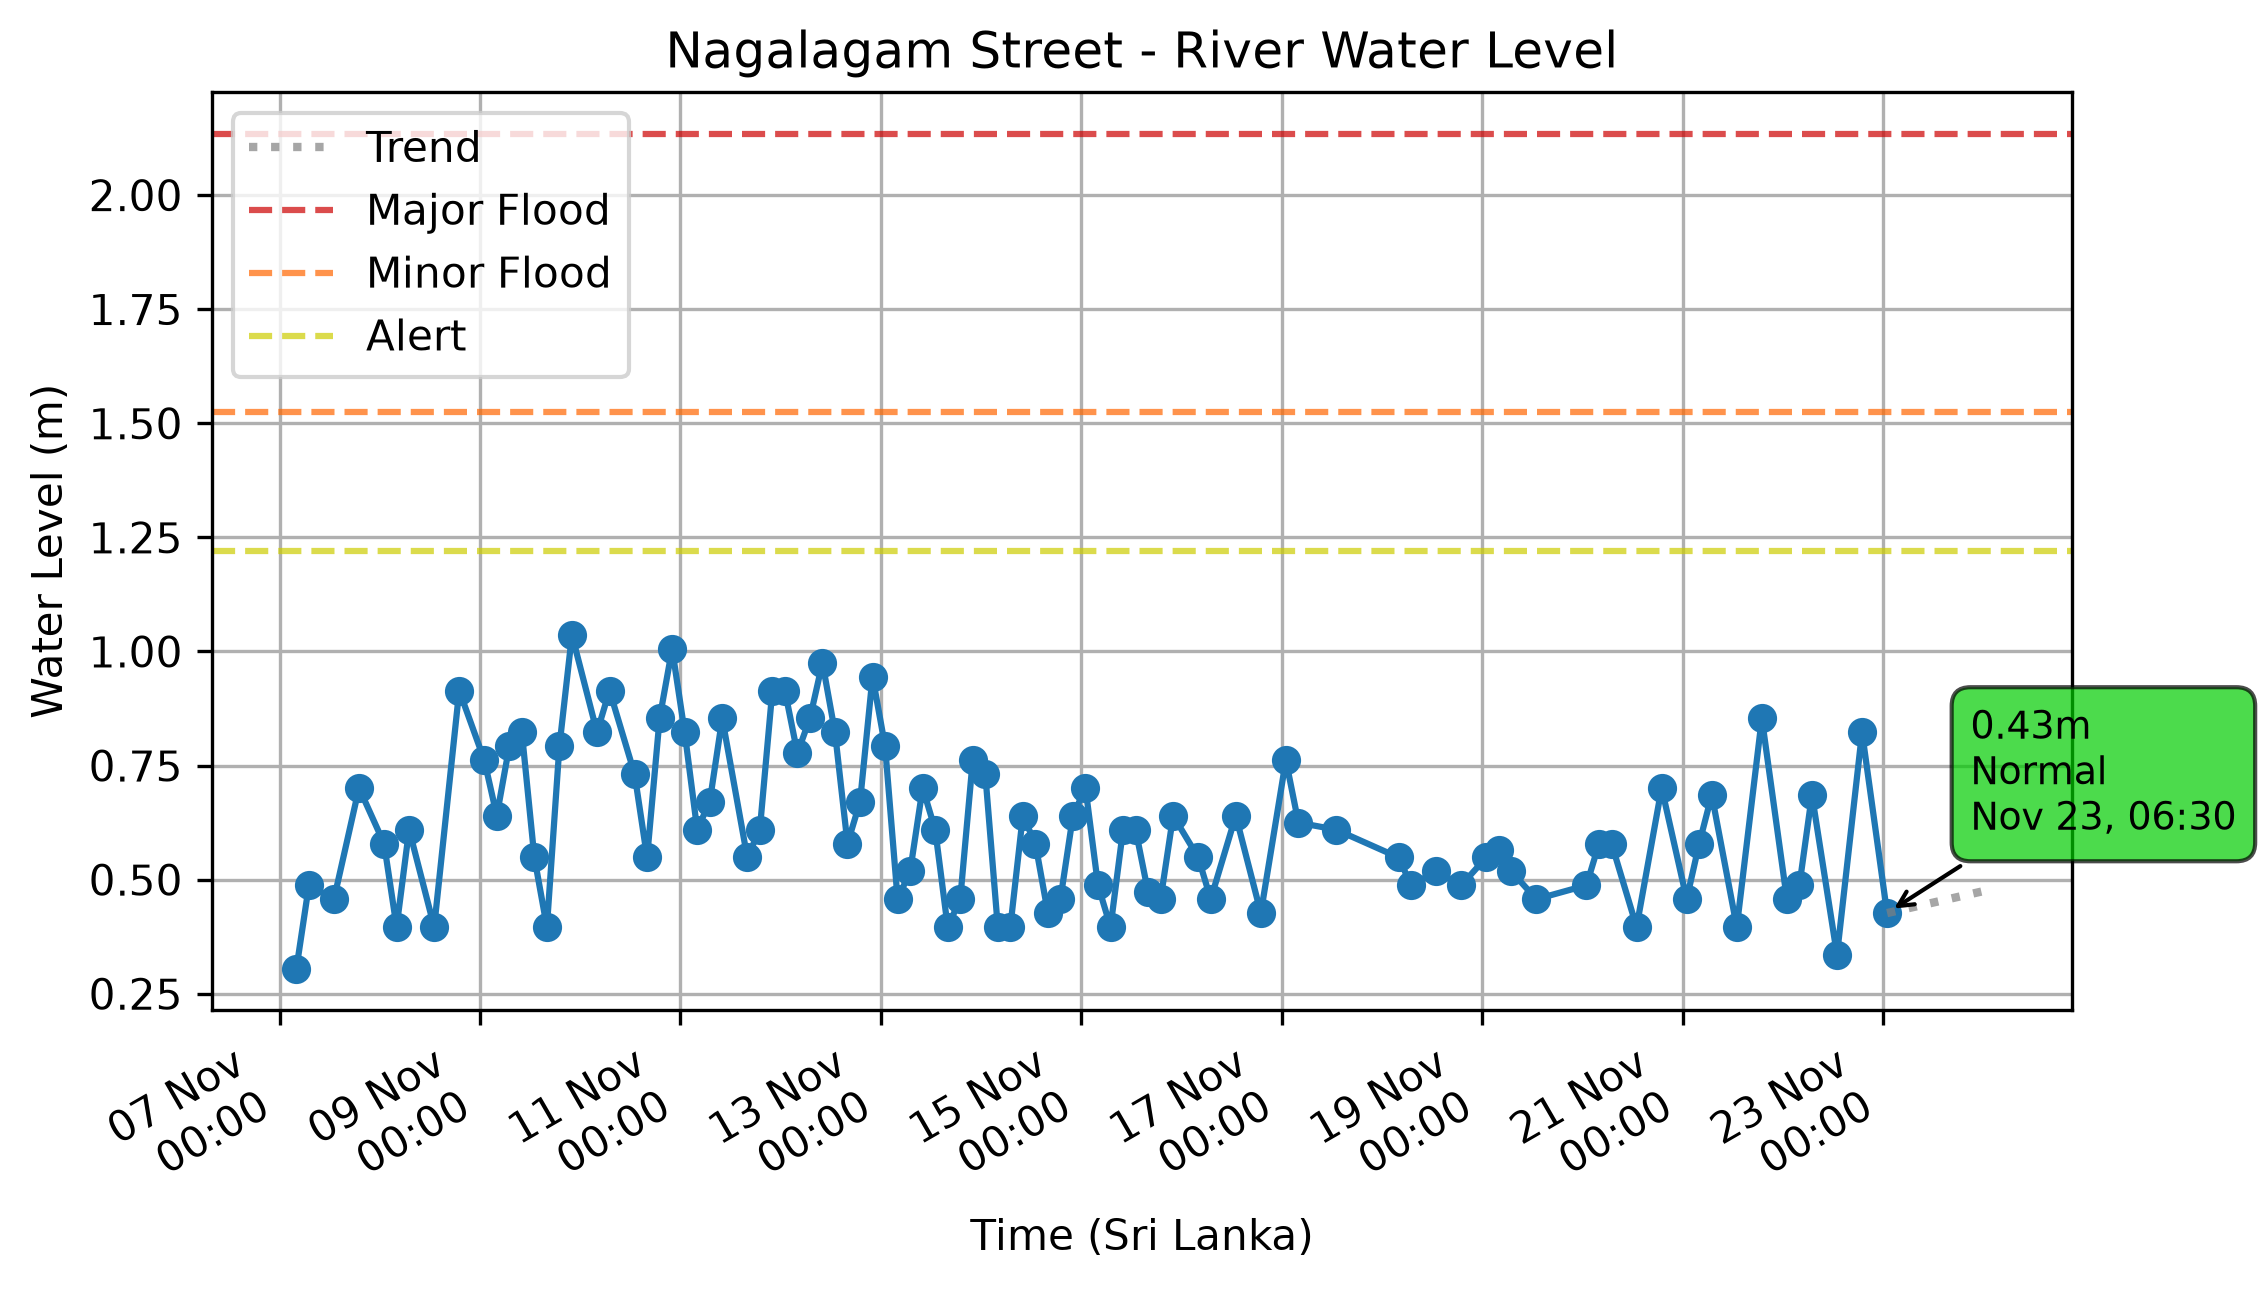 Nagalagam Street - River Water Level
Trend
Major Flood
Minor Flood
Alert
Water Level (m)
2.00
1.75
1.50
1.25
1.00
0.75
0.50
0.25
0.43m
Normal
Nov 23, 06:30
07 Nov
00:00
09 Nov
00:00
11 Nov
00:00
13 Nov
00:00
15 Nov
00:00
17 Nov
00:00
19 Nov
00:00
21 Nov
00:00
23 Nov
00:00
Time (Sri Lanka)